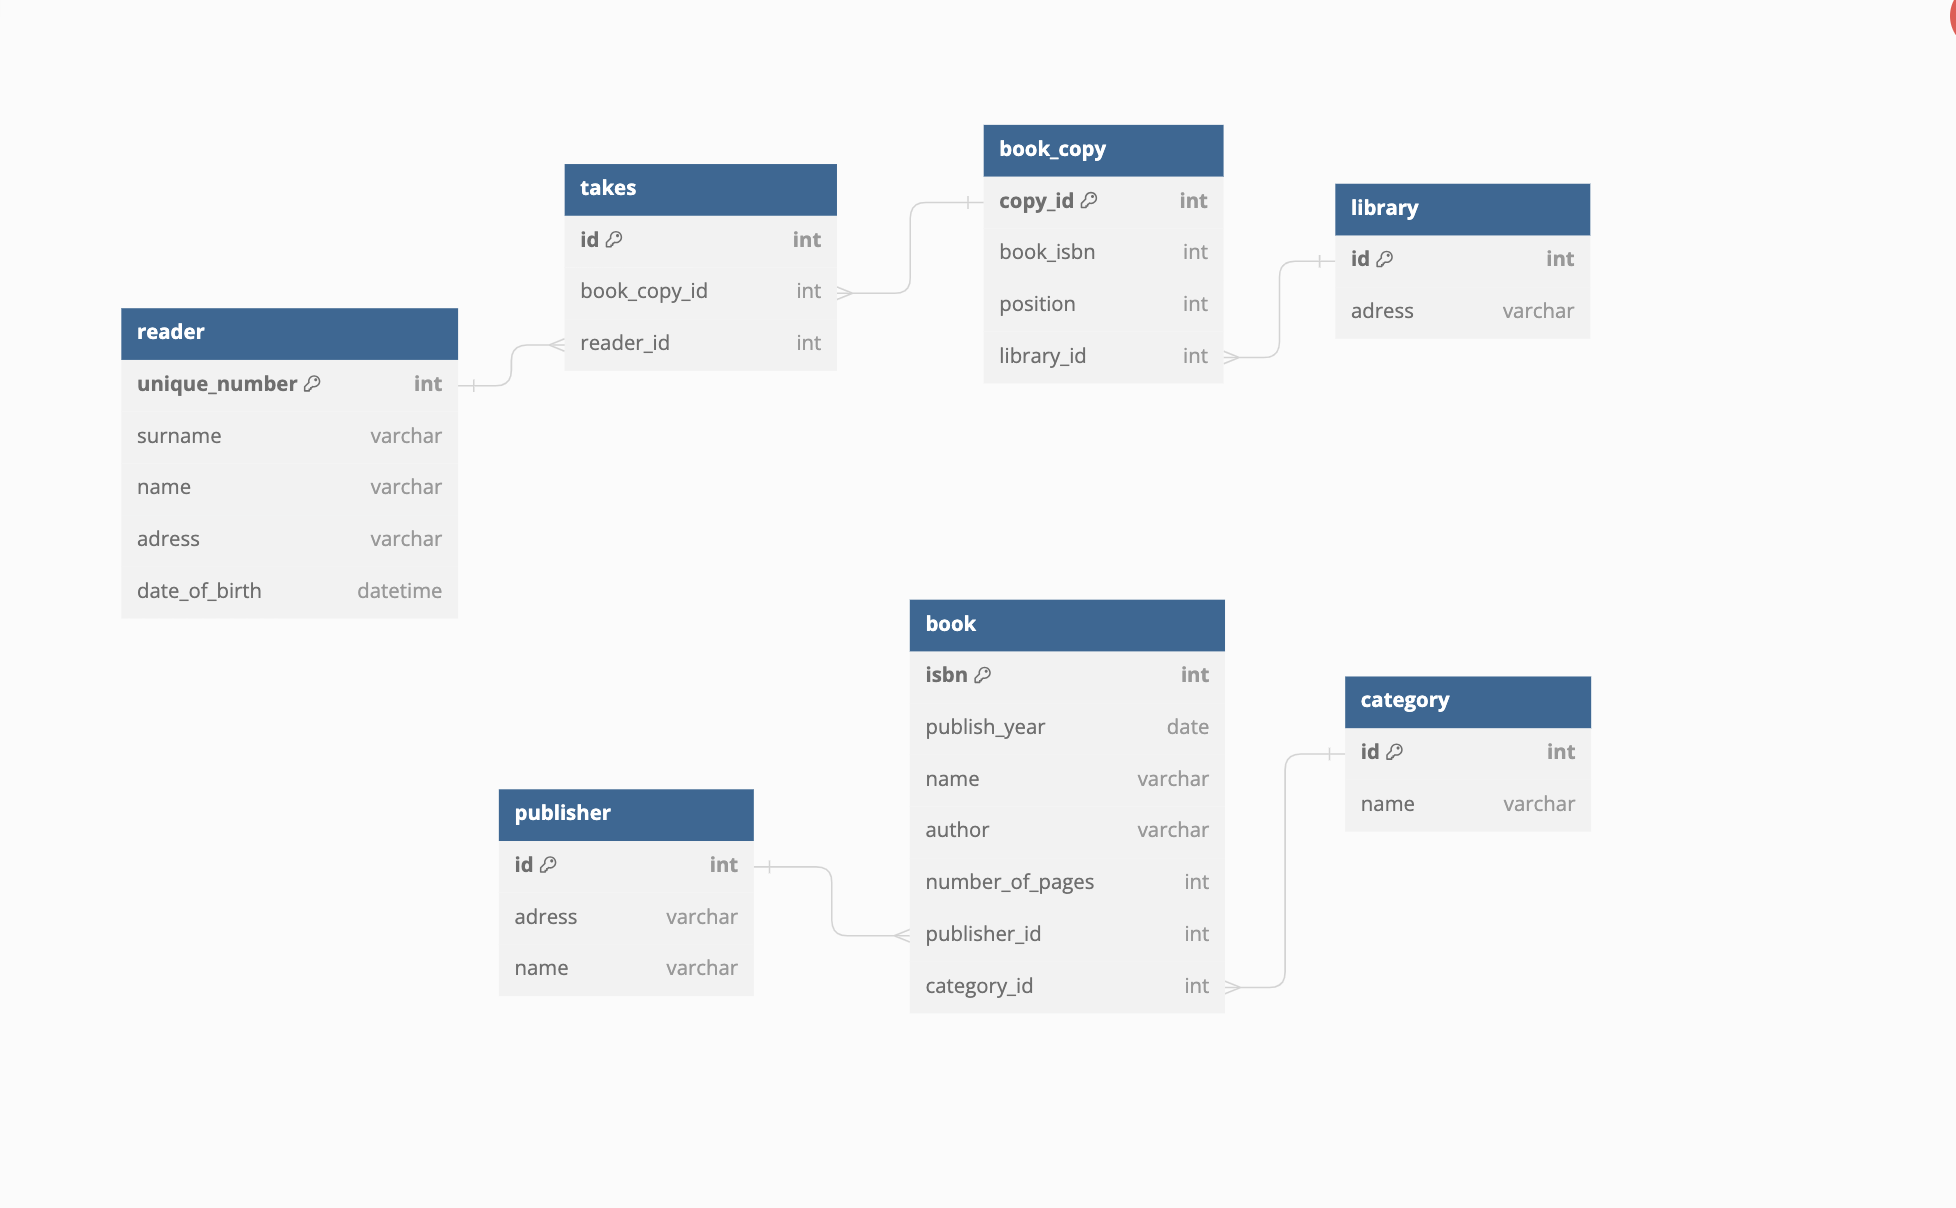 book_copy
copy_id int
book_isbn int
position int
library_id int
takes
id int
book_copy_id int
reader_id int
library
id int
adress varchar
reader
unique_number int
surname varchar
name varchar
adress varchar
date_of_birth datetime
book
isbn int
publish_year date
name varchar
author varchar
number_of_pages int
publisher_id int
category_id int
category
id int
name varchar
publisher
id int
adress varchar
name varchar